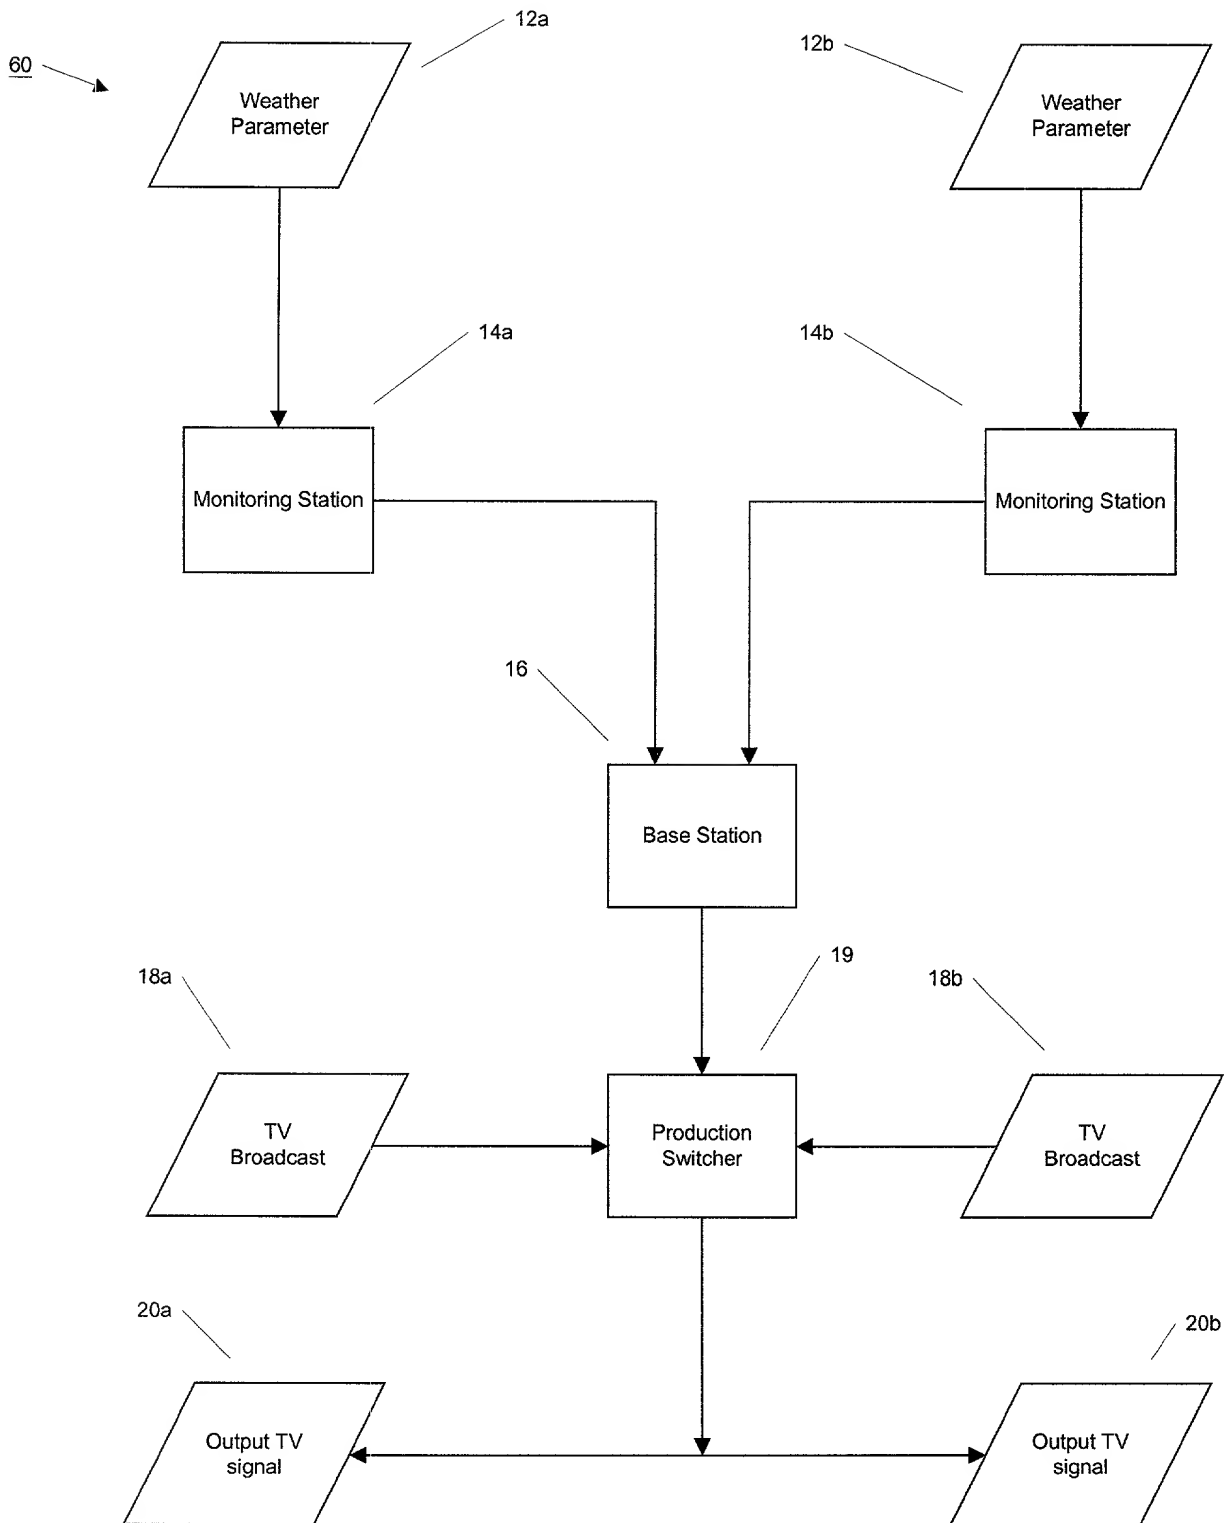 12a
60
12b
Weather
Parameter
Weather
Parameter
14a
14b
Monitoring Station
Monitoring Station
16
Base Station
19
18a
18b
TV
Broadcast
Production
Switcher
TV
Broadcast
20a
20b
Output TV
signal
Output TV
signal